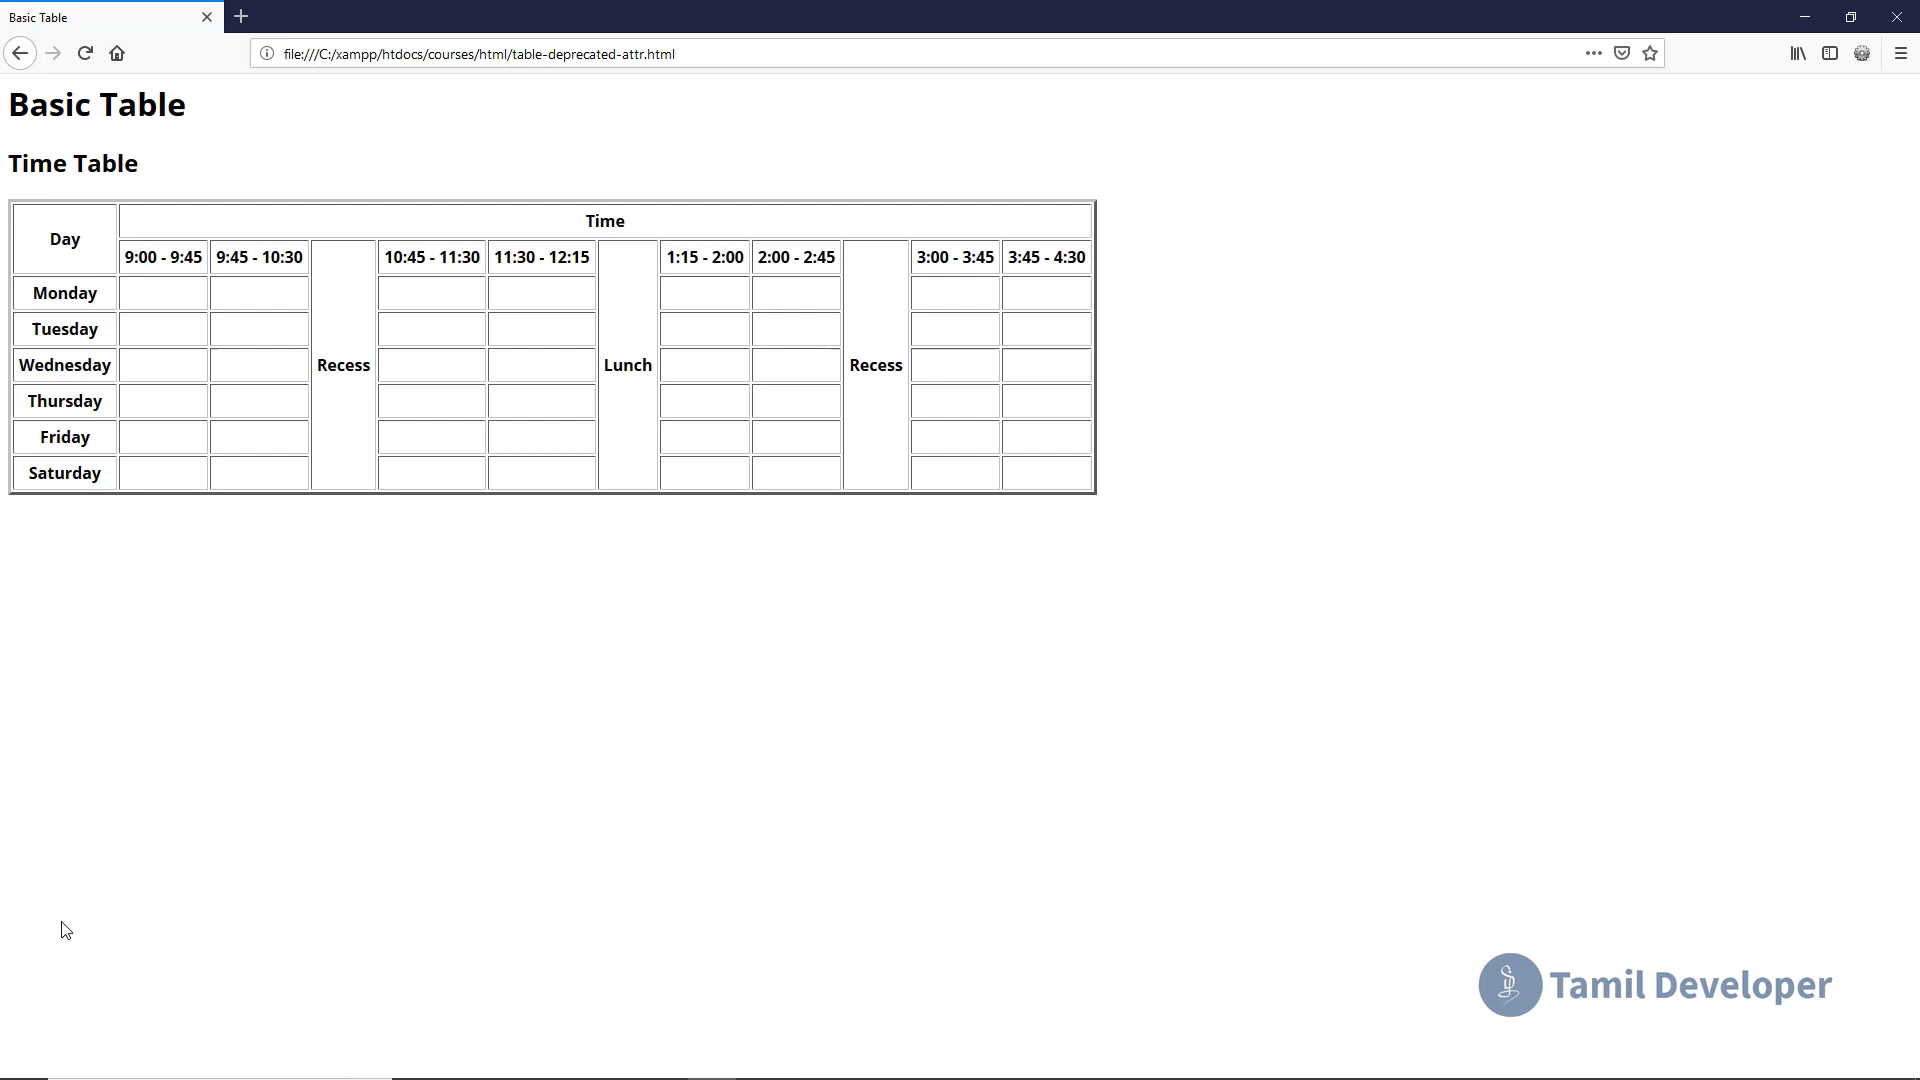 Basic Table
file:///C:/xampp/htdocs/courses/html/table-deprecated-attr.html
Basic Table
Time Table
Day Time
9:00 - 9:45 9:45 - 10:30 10:45 - 11:30 11:30 - 12:15 1:15 - 2:00 2:00 - 2:45 3:00 - 3:45 3:45 - 4:30
Monday
Tuesday
Wednesday Recess Lunch Recess
Thursday
Friday
Saturday
Tamil Developer